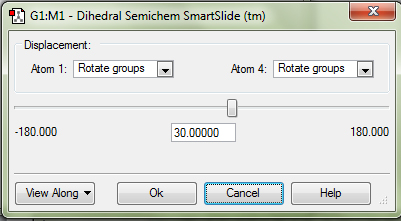 G1:M1 - Dihedral Semichem SmartSlide (tm)
Displacement:
Atom 1: Rotate groups Atom 4: Rotate groups
-180.000 30.00000 180.000
View Along Ok Cancel Help